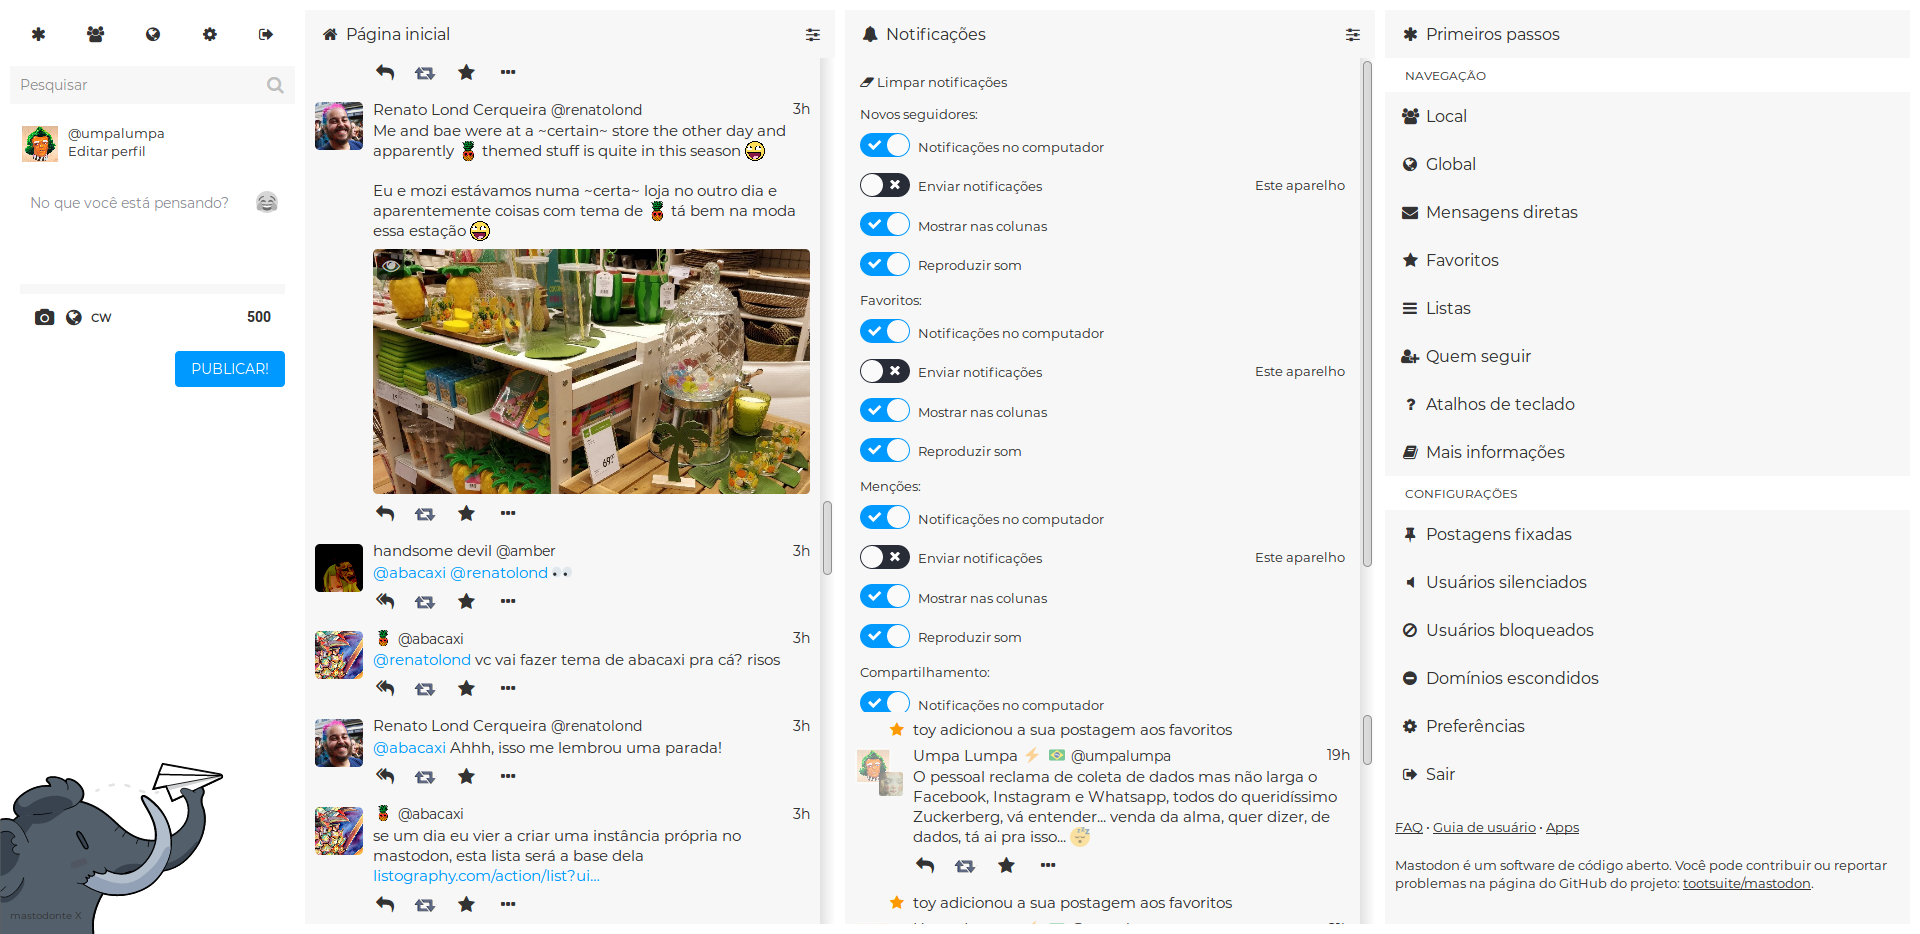 Pesquisar
@umpalumpa
Editar perfil
No que você está pensando?
CW
500
PUBLICAR!
mastodonte X
Página inicial
Renato Lond Cerqueira @renatolond
3h
Me and bae were at a ~certain~ store the other day and
apparently 🍍 themed stuff is quite in this season 😆
Eu e mozi estávamos numa ~certa~ loja no outro dia e
aparentemente coisas com tema de 🍍 tá bem na moda
essa estação 😆
69
handsome devil @amber
3h
@abacaxi @renatolond 👀
🍍 @abacaxi
3h
@renatolond vc vai fazer tema de abacaxi pra cá? risos
Renato Lond Cerqueira @renatolond
3h
@abacaxi Ahhh, isso me lembrou uma parada!
🍍 @abacaxi
3h
se um dia eu vier a criar uma instância própria no
mastodon, esta lista será a base dela
listography.com/action/list?ui...
Notificações
Limpar notificações
Novos seguidores:
Notificações no computador
Enviar notificações
Este aparelho
Mostrar nas colunas
Reproduzir som
Favoritos:
Notificações no computador
Enviar notificações
Este aparelho
Mostrar nas colunas
Reproduzir som
Menções:
Notificações no computador
Enviar notificações
Este aparelho
Mostrar nas colunas
Reproduzir som
Compartilhamento:
Notificações no computador
toy adicionou a sua postagem aos favoritos
Umpa Lumpa ⚡ 🇧🇷 @umpalumpa
19h
O pessoal reclama de coleta de dados mas não larga o
Facebook, Instagram e Whatsapp, todos do queridíssimo
Zuckerberg, vá entender... venda da alma, quer dizer, de
dados, tá ai pra isso... 😴
toy adicionou a sua postagem aos favoritos
Primeiros passos
NAVEGAÇÃO
Local
Global
Mensagens diretas
Favoritos
Listas
Quem seguir
Atalhos de teclado
Mais informações
CONFIGURAÇÕES
Postagens fixadas
Usuários silenciados
Usuários bloqueados
Domínios escondidos
Preferências
Sair
FAQ · Guia de usuário · Apps
Mastodon é um software de código aberto. Você pode contribuir ou reportar
problemas na página do GitHub do projeto: tootsuite/mastodon.